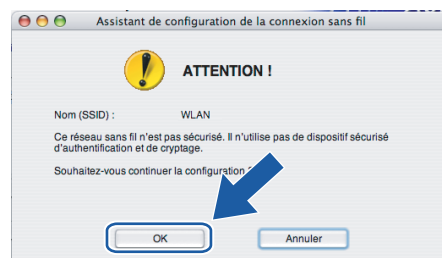 Assistant de configuration de la connexion sans fil
ATTENTION !
Nom (SSID) : WLAN
Ce réseau sans fil n'est pas sécurisé. Il n'utilise pas de dispositif sécurisé
d'authentification et de cryptage.
Souhaitez-vous continuer la configuration ?
OK Annuler